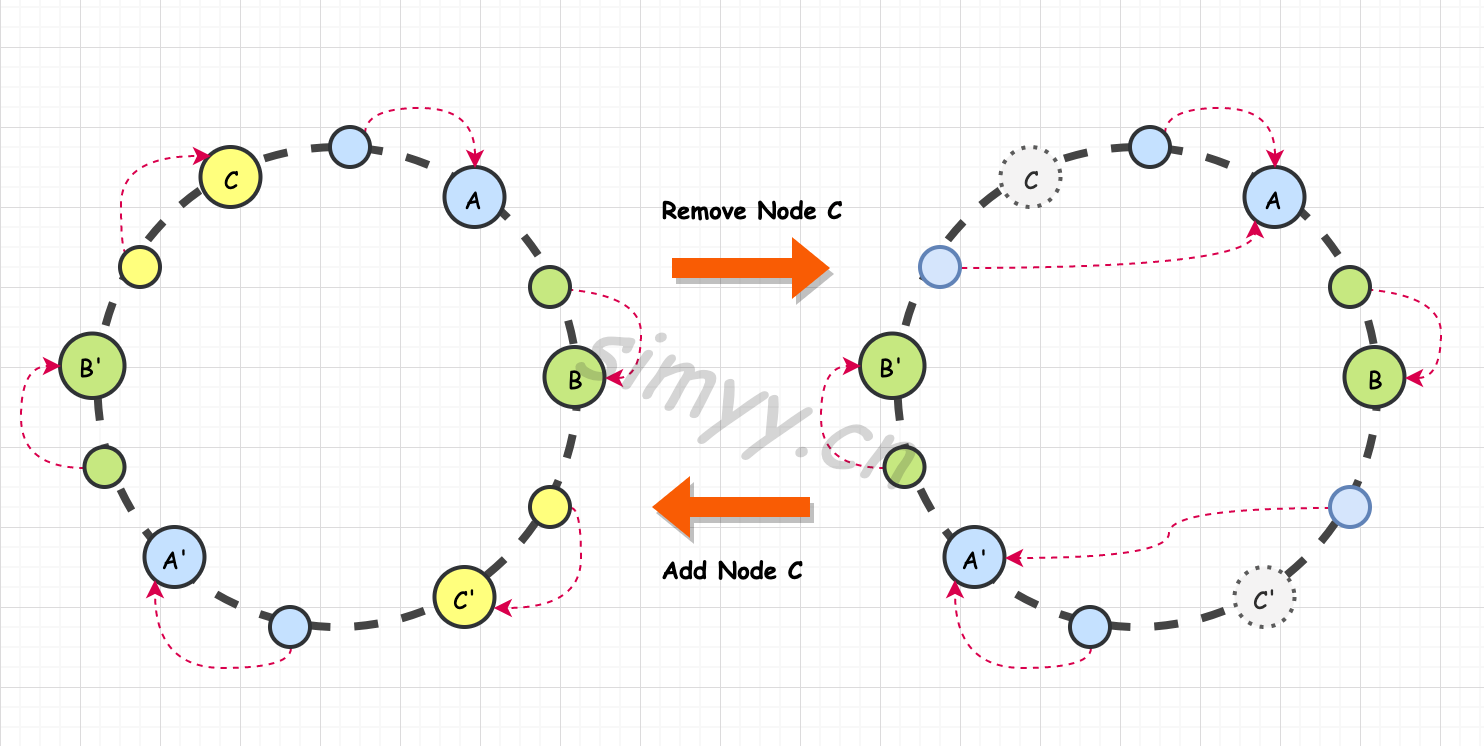 C
A
B'
B
A'
C'
Remove Node C
Add Node C
simyy.cn
C
A
B'
B
A'
C'